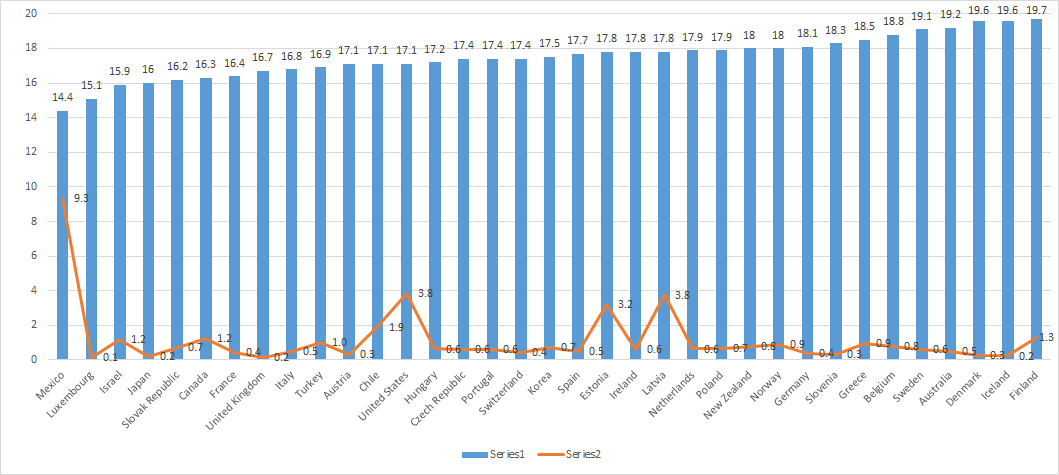 20
18
16
14
12
10
8
6
4
2
0
14.4 15.1 15.9 16 16.2 16.3 16.4 16.7 16.8 16.9 17.1 17.1 17.1 17.2 17.4 17.4 17.4 17.5 17.7 17.8 17.8 17.8 17.9 17.9 18 18 18.1 18.3 18.5 18.8 19.1 19.2 19.6 19.6 19.7
9.3 0.1 1.2 0.2 0.7 1.2 0.4 0.2 0.5 1.0 0.3 1.9 3.8 0.6 0.6 0.6 0.4 0.7 0.5 3.2 0.6 3.8 0.6 0.7 0.8 0.9 0.4 0.3 0.9 0.8 0.6 0.5 0.3 0.2 1.3
Mexico
Luxembourg
Israel
Japan
Slovak Republic
Canada
France
United Kingdom
Italy
Turkey
Austria
Chile
United States
Hungary
Czech Republic
Portugal
Switzerland
Korea
Spain
Estonia
Ireland
Latvia
Netherlands
Poland
New Zealand
Norway
Germany
Slovenia
Greece
Belgium
Sweden
Australia
Denmark
Iceland
Finland
Series1 Series2